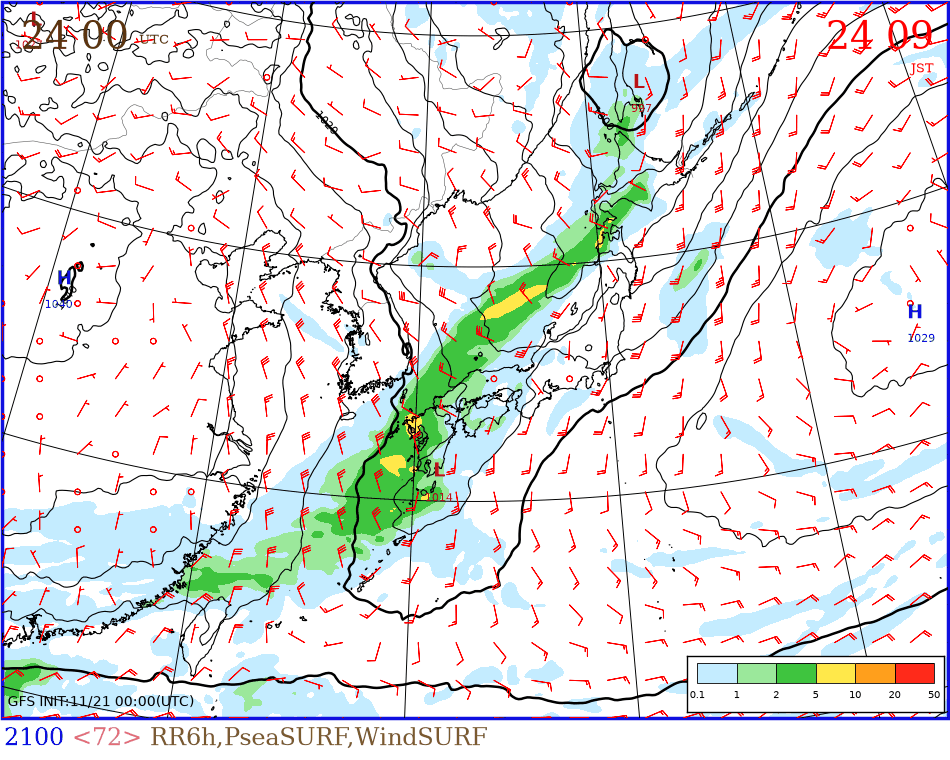 24 00 UTC
24 09
JST
L
997
1020
H
1040
H
1029
L
1014
0.1 1 2 5 10 20 50
GFS INIT:11/21 00:00(UTC)
2100 <72> RR6h,PseaSURF,WindSURF